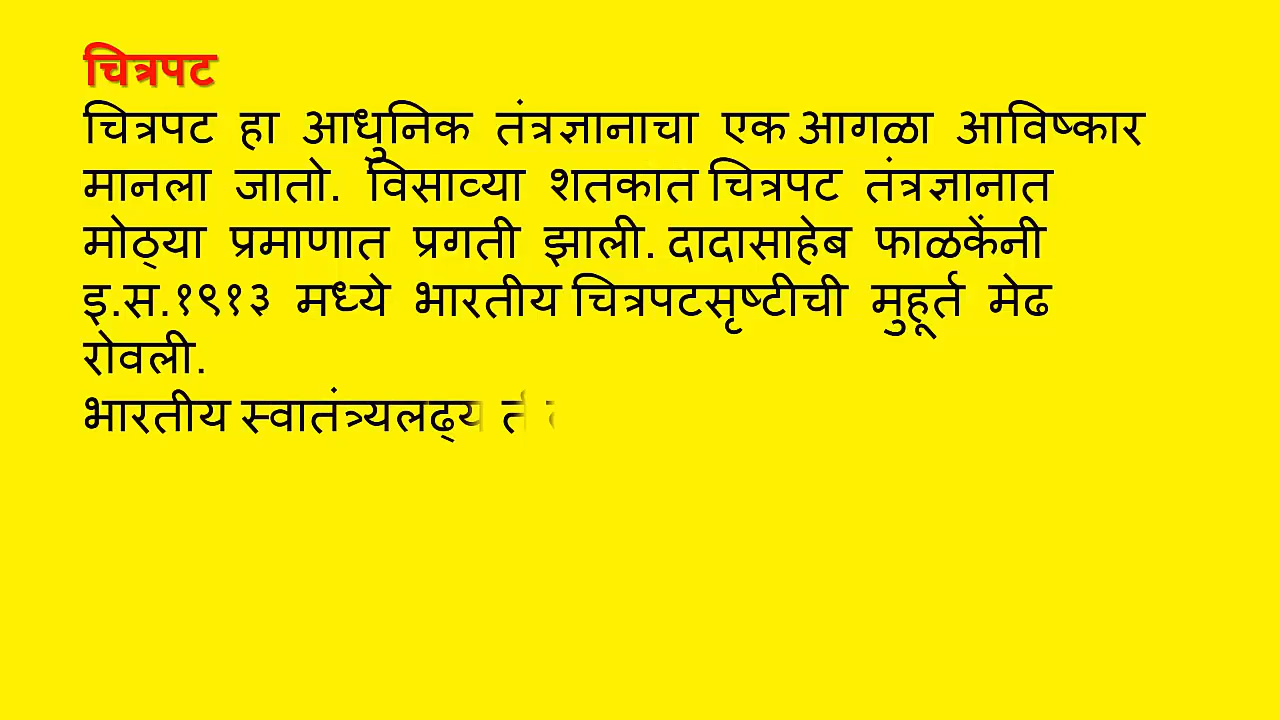 चित्रपट
चित्रपट हा आधुनिक तंत्रज्ञानाचा एक आगळा आविष्कार
मानला जातो. विसाव्या शतकात चित्रपट तंत्रज्ञानात
मोठ्या प्रमाणात प्रगती झाली. दादासाहेब फाळकेंनी
इ.स.१९१३ मध्ये भारतीय चित्रपटसृष्टीची मुहूर्त मेढ
रोवली.
भारतीय